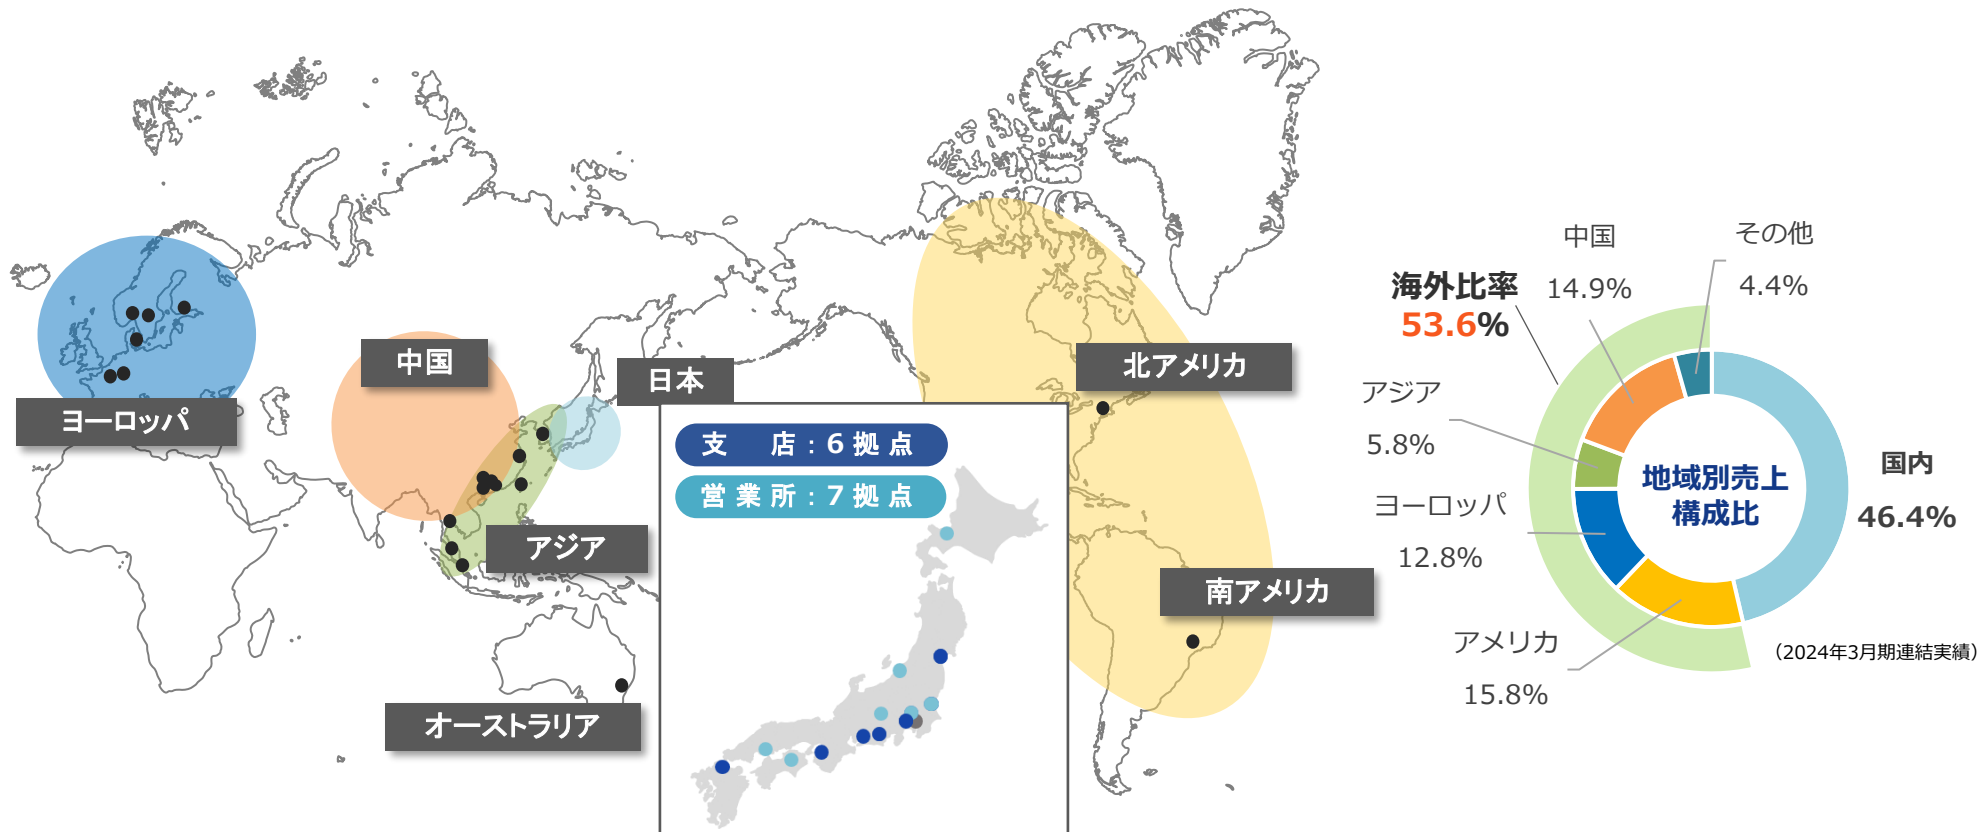 ヨーロッパ
中国
日本
アジア
オーストラリア
北アメリカ
南アメリカ
支 店：6 拠 点
営 業 所：7 拠 点
海外比率
53.6%
中国
14.9%
その他
4.4%
アジア
5.8%
ヨーロッパ
12.8%
アメリカ
15.8%
国内
46.4%
地域別売上
構成比
（2024年3月期連結実績）